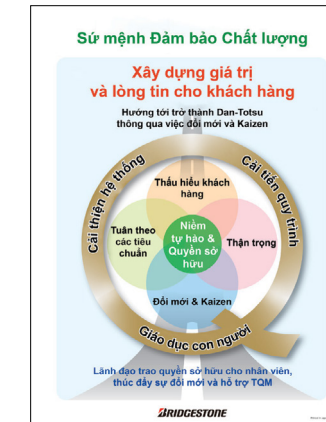 Sứ mệnh Đảm bảo Chất lượng
Xây dựng giá trị
và lòng tin cho khách hàng
Hướng tới trở thành Dan-Totsu
thông qua việc đổi mới và Kaizen
Cải thiện hệ thống
Cải tiến quy trình
Thấu hiểu khách
hàng
Tuân theo
các tiêu
chuẩn
Niềm
tự hào &
Quyền sở
hữu
Thận trọng
Đổi mới & Kaizen
Giáo dục con người
Lãnh đạo trao quyền sở hữu cho nhân viên,
thúc đẩy sự đổi mới và hỗ trợ TQM
BRIDGESTONE